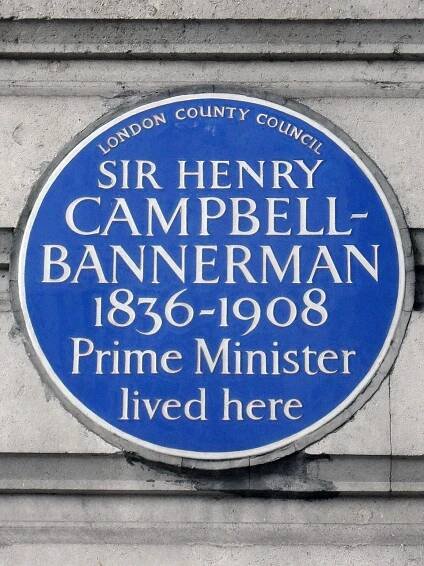 LONDON COUNTY COUNCIL
SIR HENRY
CAMPBELL-
BANNERMAN
1836-1908
Prime Minister
lived here